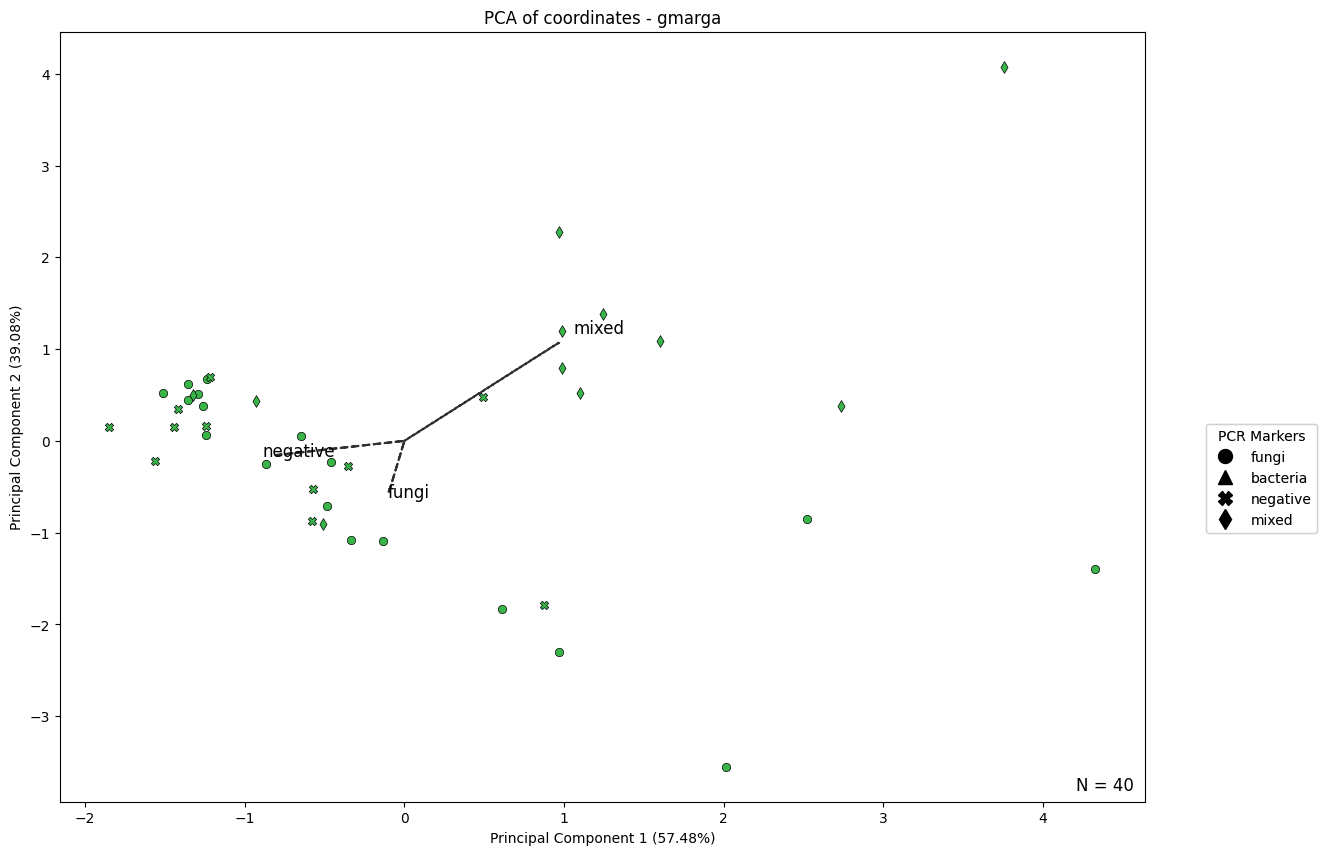 PCA of coordinates - gmarga
Principal Component 2 (39.08%)
4
3
2
1
0
−1
−2
−3
mixed
negative
fungi
N = 40
−2
−1
0
1
2
3
4
Principal Component 1 (57.48%)
PCR Markers
fungi
bacteria
negative
mixed